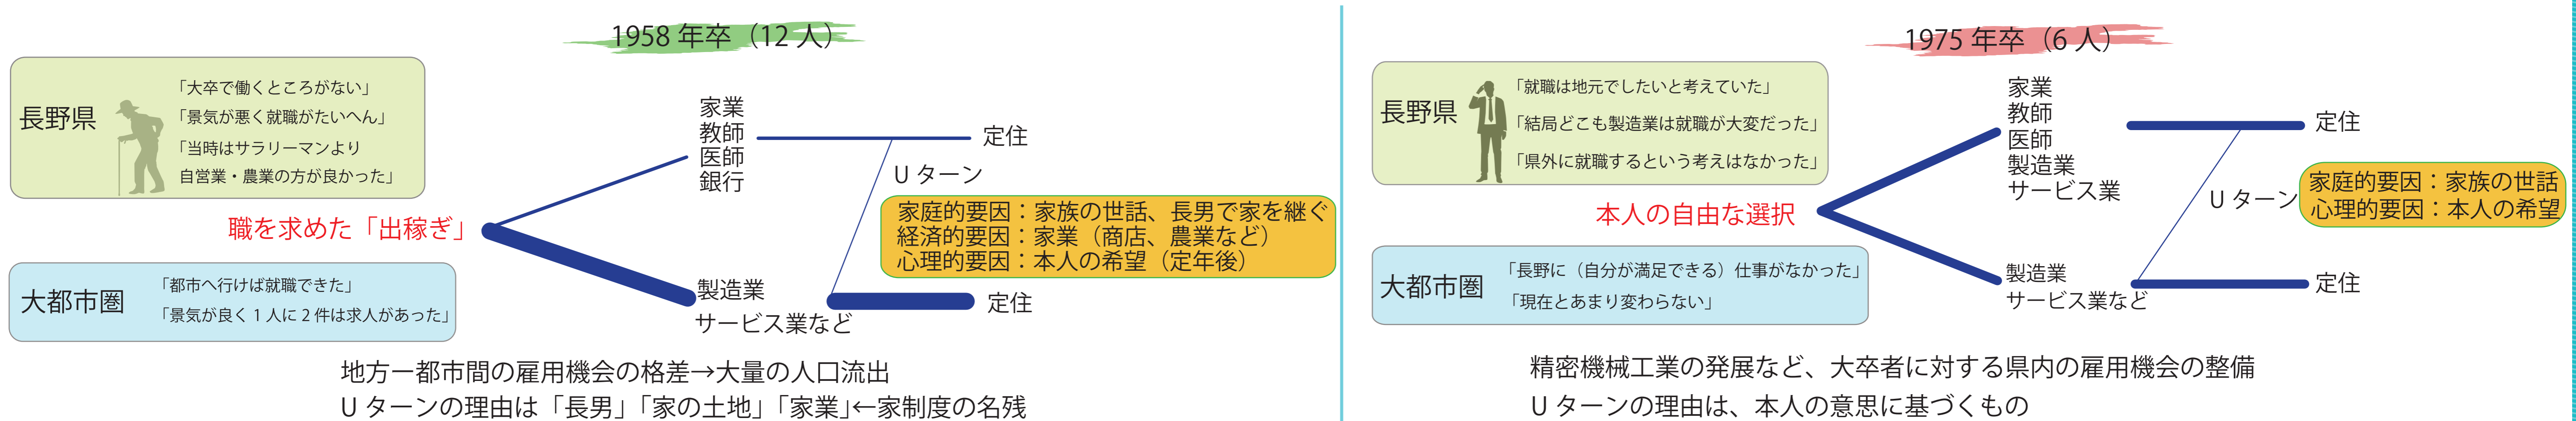 1958 年卒（12 人）
長野県
「大卒で働くところがない」
「景気が悪く就職がたいへん」
「当時はサラリーマンより
自営業・農業の方が良かった」
職を求めた「出稼ぎ」
大都市圏
「都市へ行けば就職できた」
「景気が良く 1 人に 2 件は求人があった」
家業
教師
医師
銀行
定住
U ターン
家庭的要因：家族の世話、長男で家を継ぐ
経済的要因：家業（商店、農業など）
心理的要因：本人の希望（定年後）
製造業
サービス業など
定住
地方ー都市間の雇用機会の格差→大量の人口流出
U ターンの理由は「長男」「家の土地」「家業」←家制度の名残
1975 年卒（6 人）
長野県
「就職は地元でしたいと考えていた」
「結局どこも製造業は就職が大変だった」
「県外に就職するという考えはなかった」
本人の自由な選択
大都市圏
「長野に（自分が満足できる）仕事がなかった」
「現在とあまり変わらない」
家業
教師
医師
製造業
サービス業
定住
U ターン
家庭的要因：家族の世話
心理的要因：本人の希望
製造業
サービス業など
定住
精密機械工業の発展など、大卒者に対する県内の雇用機会の整備
U ターンの理由は、本人の意思に基づくもの